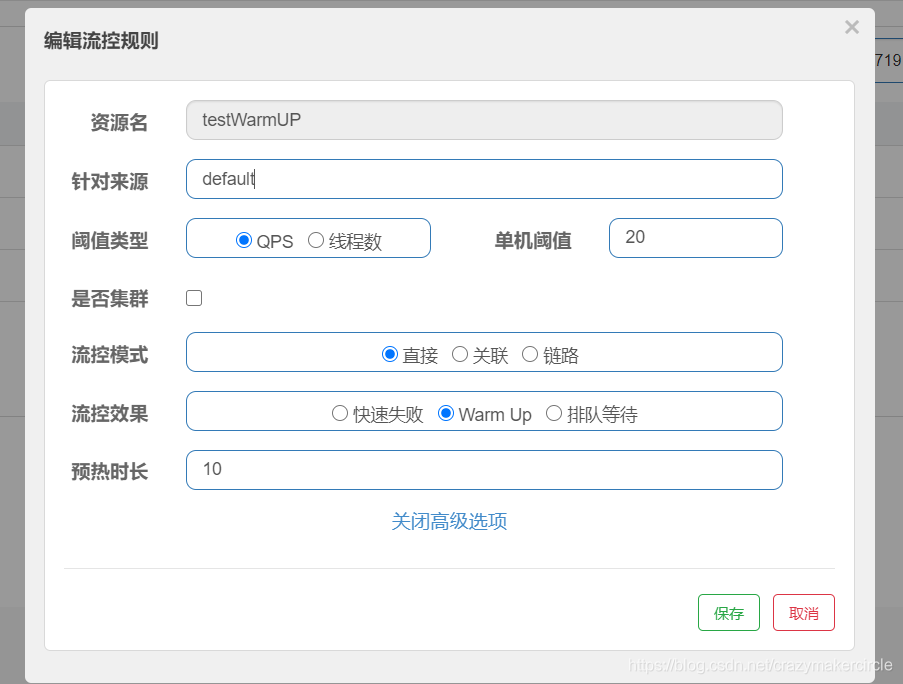 编辑流控规则
×
719
资源名 testWarmUP
针对来源 default
阈值类型 QPS 线程数 单机阈值 20
是否集群
流控模式 直接 关联 链路
流控效果 快速失败 Warm Up 排队等待
预热时长 10
关闭高级选项
保存 取消
https://blog.csdn.net/crazymakercircle